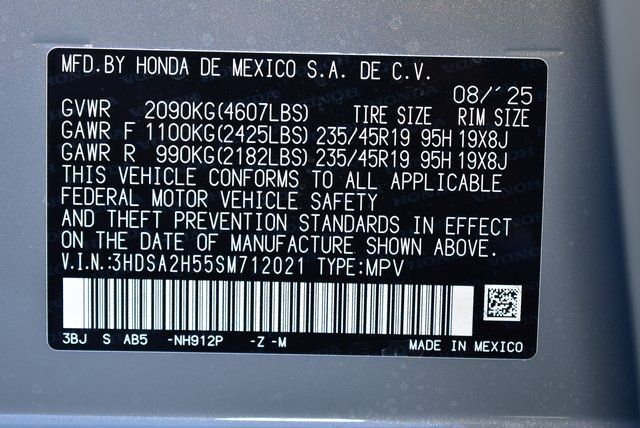 MFD.BY HONDA DE MEXICO S.A. DE C.V.
08/'25
GVWR 2090KG(4607LBS) TIRE SIZE RIM SIZE
GAWR F 1100KG(2425LBS) 235/45R19 95H 19X8J
GAWR R 990KG(2182LBS) 235/45R19 95H 19X8J
THIS VEHICLE CONFORMS TO ALL APPLICABLE
FEDERAL MOTOR VEHICLE SAFETY
AND THEFT PREVENTION STANDARDS IN EFFECT
ON THE DATE OF MANUFACTURE SHOWN ABOVE.
V.I.N.:3HDSA2H55SM712021 TYPE:MPV
3BJ S AB5 -NH912P -Z -M MADE IN MEXICO